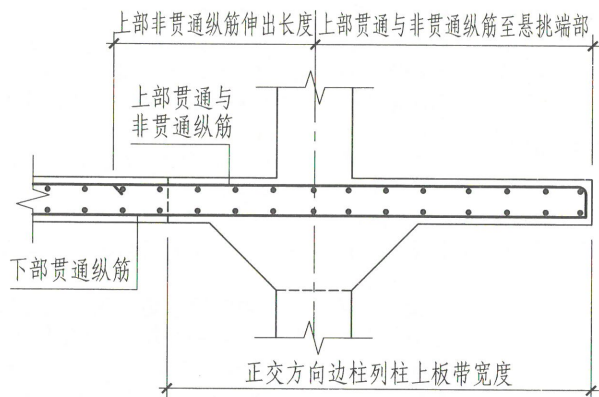 上部非贯通纵筋伸出长度
上部贯通与非贯通纵筋至悬挑端部
上部贯通与
非贯通纵筋
下部贯通纵筋
正交方向边柱列柱上板带宽度